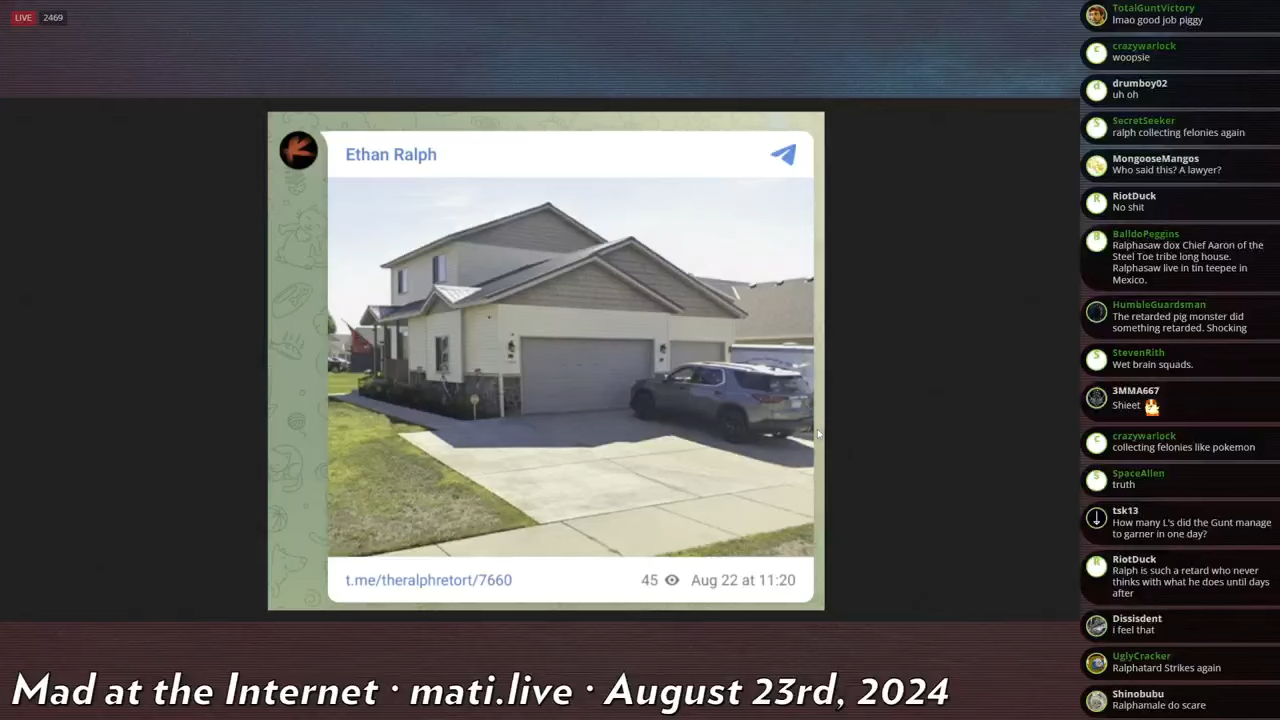 LIVE 2469
Ethan Ralph
t.me/theralphretort/7660 45 Aug 22 at 11:20
Mad at the Internet · mati.live · August 23rd, 2024
TotalGuntVictory
lmao good job piggy
crazywarlock
woopsie
drumboy02
uh oh
SecretSeeker
ralph collecting felonies again
MongooseMangos
Who said this? A lawyer?
RiotDuck
No shit
BalldoPeggins
Ralphasaw dox Chief Aaron of the
Steel Toe tribe long house.
Ralphasaw live in tin teepee in
Mexico.
HumbleGuardsman
The retarded pig monster did
something retarded. Shocking
StevenRith
Wet brain squads.
3MMA667
Shieet
crazywarlock
collecting felonies like pokemon
SpaceAllen
truth
tsk13
How many L's did the Gunt manage
to garner in one day?
RiotDuck
Ralph is such a retard who never
thinks with what he does until days
after
Dissisdent
i feel that
UglyCracker
Ralphatard Strikes again
Shinobubu
Ralphamale do scare